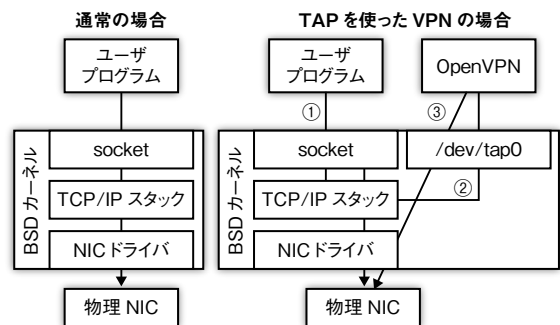 通常の場合
ユーザ
プログラム
BSD カーネル
socket
TCP/IP スタック
NIC ドライバ
物理 NIC
TAP を使った VPN の場合
ユーザ
プログラム
OpenVPN
①
③
BSD カーネル
socket
/dev/tap0
TCP/IP スタック
②
NIC ドライバ
物理 NIC